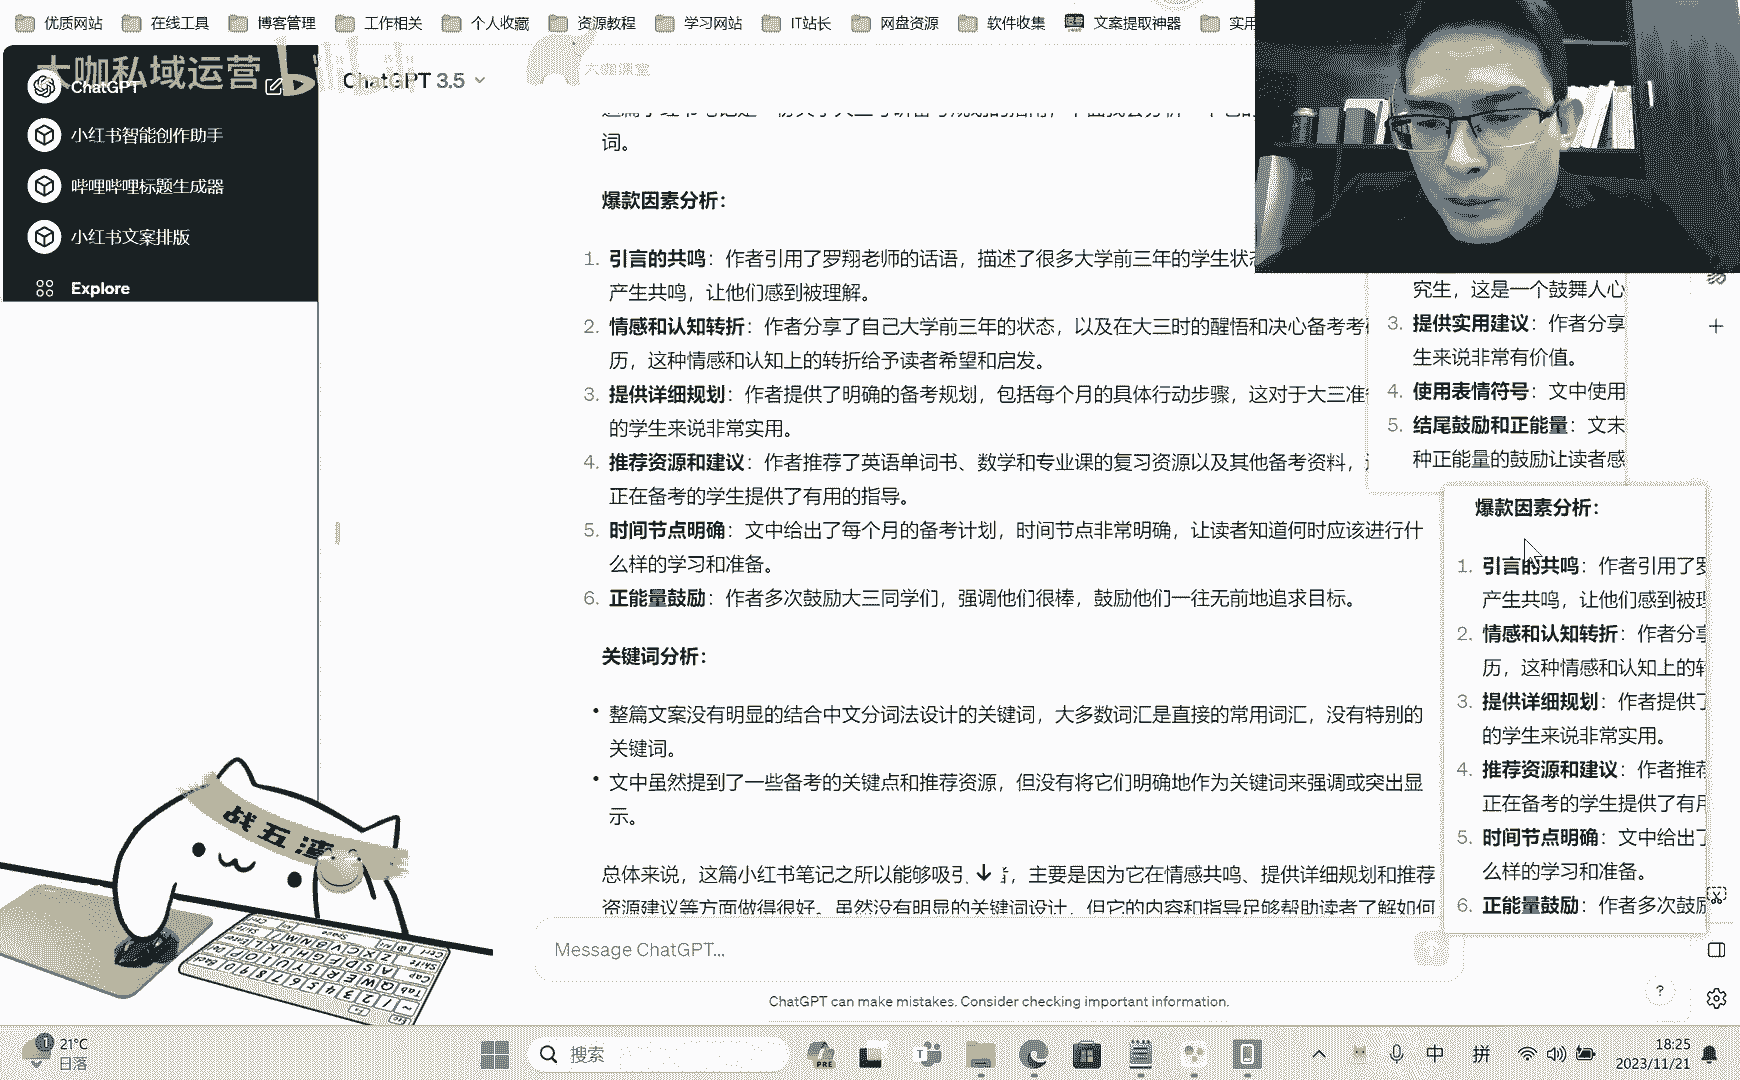 优质网站 在线工具 博客管理 工作相关 个人收藏 资源教程 学习网站 IT站长 网盘资源 软件收集 文案提取神器 实用
大咖私域运营
大咖课堂
ChatGPT
小红书智能创作助手
哔哩哔哩标题生成器
小红书文案排版
Explore
ChatGPT 3.5
词。
爆款因素分析：
1. 引言的共鸣：作者引用了罗翔老师的话语，描述了很多大学前三年的学生状
产生共鸣，让他们感到被理解。
2. 情感和认知转折：作者分享了自己大学前三年的状态，以及在大三时的醒悟和决心备考考
历，这种情感和认知上的转折给予读者希望和启发。
3. 提供详细规划：作者提供了明确的备考规划，包括每个月的具体行动步骤，这对于大三准
的学生来说非常实用。
4. 推荐资源和建议：作者推荐了英语单词书、数学和专业课的复习资源以及其他备考资料，
正在备考的学生提供了有用的指导。
5. 时间节点明确：文中给出了每个月的备考计划，时间节点非常明确，让读者知道何时应该进行什
么样的学习和准备。
6. 正能量鼓励：作者多次鼓励大三同学们，强调他们很棒，鼓励他们一往无前地追求目标。
关键词分析：
• 整篇文案没有明显的结合中文分词法设计的关键词，大多数词汇是直接的常用词汇，没有特别的
关键词。
• 文中虽然提到了一些备考的关键点和推荐资源，但没有将它们明确地作为关键词来强调或突出显
示。
总体来说，这篇小红书笔记之所以能够吸引 ，主要是因为它在情感共鸣、提供详细规划和推荐
资源建议等方面做得很好。虽然没有明显的关键词设计，但它的内容和指导足够帮助读者了解如何
Message ChatGPT...
ChatGPT can make mistakes. Consider checking important information.
?
究生，这是一个鼓舞人心
3. 提供实用建议：作者分享
生来说非常有价值。
4. 使用表情符号：文中使用
5. 结尾鼓励和正能量：文末
种正能量的鼓励让读者感
爆款因素分析：
1. 引言的共鸣：作者引用了
产生共鸣，让他们感到被
2. 情感和认知转折：作者分
历，这种情感和认知上的
3. 提供详细规划：作者提供
的学生来说非常实用。
4. 推荐资源和建议：作者推
正在备考的学生提供了有
5. 时间节点明确：文中给出
么样的学习和准备。
6. 正能量鼓励：作者多次鼓
战五渣
1 21°C
日落
搜索
PRE
中 拼
18:25
2023/11/21